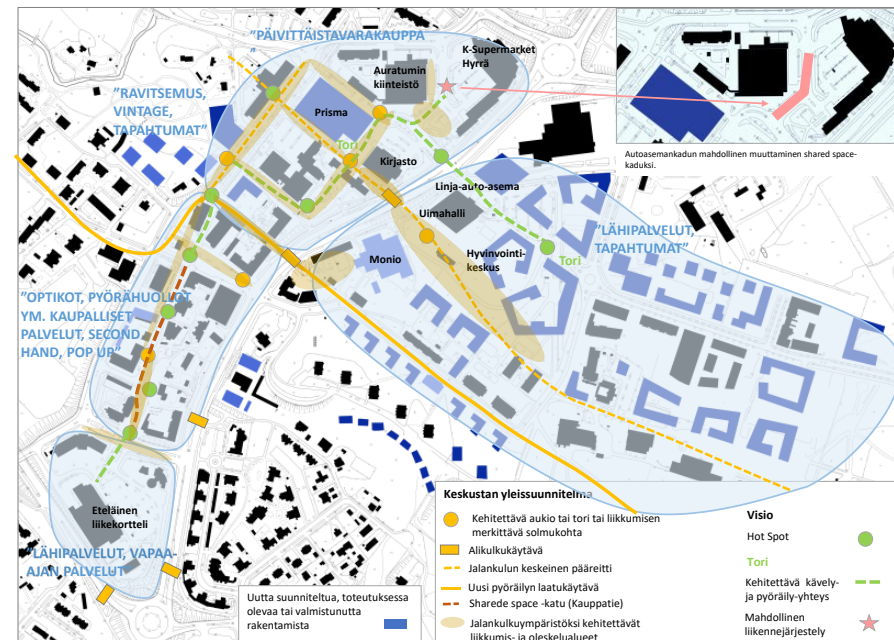 "PÄIVITTÄISTAVARAKAUPPA
"
K-Supermarket
Hyrrä
Auratumin
kiinteistö
"RAVITSEMUS,
VINTAGE,
TAPAHTUMAT"
Prisma
Tori
Kirjasto
Autoasemankadun mahdollinen muuttaminen shared space-
kaduksi.
Linja-auto-asema
Uimahalli
"LÄHIPALVELUT,
TAPAHTUMAT"
Monio
Hyvinvointi-
keskus
Tori
"OPTIKOT, PYÖRÄHUOLLOT
YM. KAUPALLISET
PALVELUT, SECOND
HAND, POP UP"
Eteläinen
liikekortteli
"LÄHIPALVELUT, VAPAA-
AJAN PALVELUT"
Uutta suunniteltua, toteutuksessa
olevaa tai valmistunutta
rakentamista
Keskustan yleissuunnitelma
Kehitettävä aukio tai tori tai liikkumisen
merkittävä solmukohta
Alikulkukäytävä
Jalankulun keskeinen pääreitti
Uusi pyöräilyn laatukäytävä
Sharede space -katu (Kauppatie)
Jalankulkuympäristöksi kehitettävät
liikkumis- ja oleskelualueet
Visio
Hot Spot
Tori
Kehitettävä kävely-
ja pyöräily-yhteys
Mahdollinen
liikennejärjestely